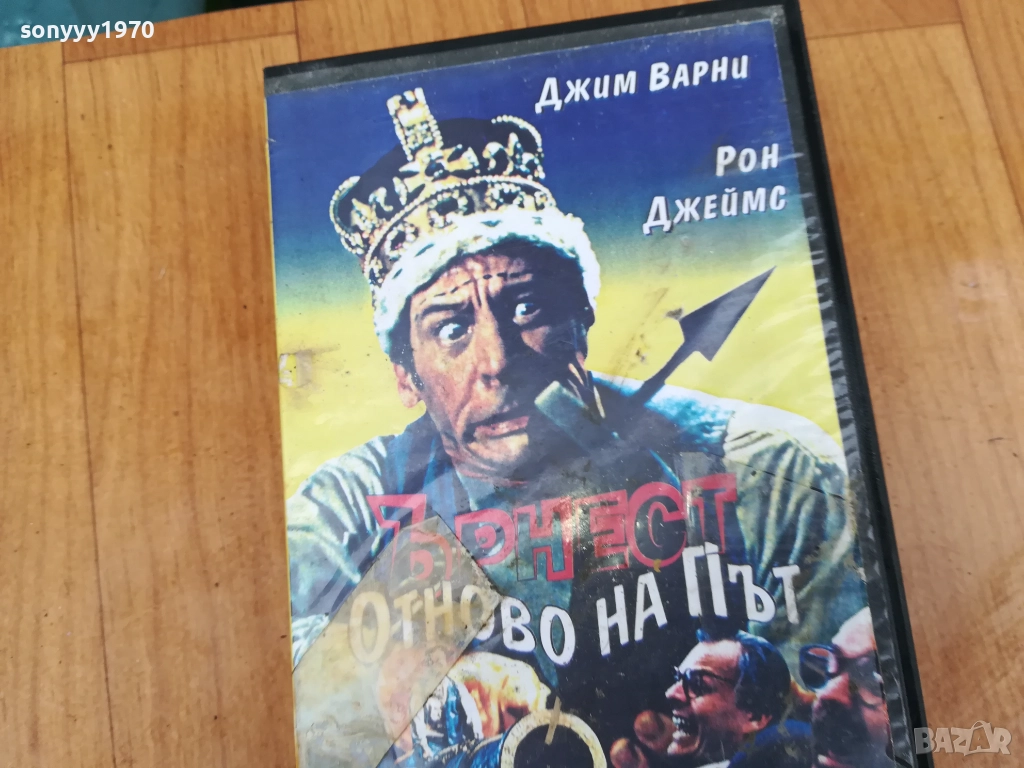 sonyyy1970
Джим Варни
Рон
Джеймс
Ърнест
Отново на Път
BAZAR